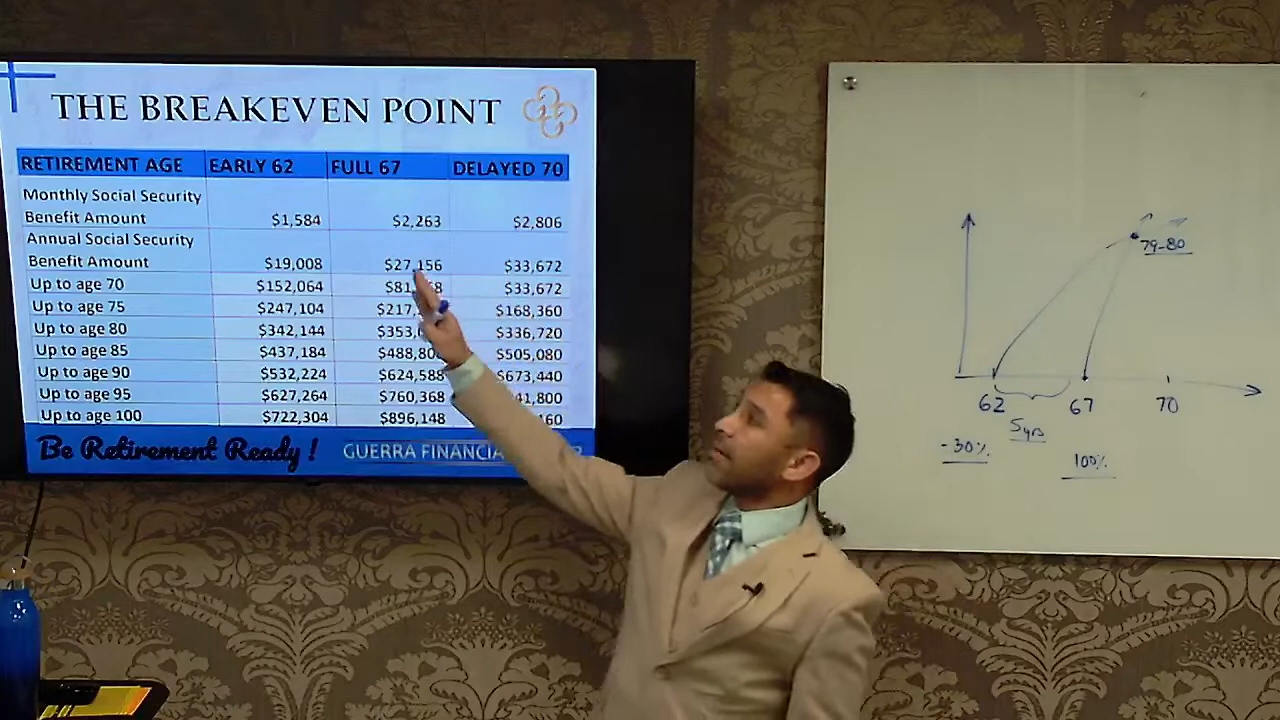 THE BREAKEVEN POINT
RETIREMENT AGE EARLY 62 FULL 67 DELAYED 70
Monthly Social Security
Benefit Amount $1,584 $2,263 $2,806
Annual Social Security
Benefit Amount $19,008 $27,156 $33,672
Up to age 70 $152,064 $33,672
Up to age 75 $247,104 $168,360
Up to age 80 $342,144 $336,720
Up to age 85 $437,184 $505,080
Up to age 90 $532,224 $624,588 $673,440
Up to age 95 $627,264 $760,368
Up to age 100 $722,304 $896,148
Be Retirement Ready !
GUERRA FINANCIAL
79-80
62 67 70
5yrs
-30%
100%